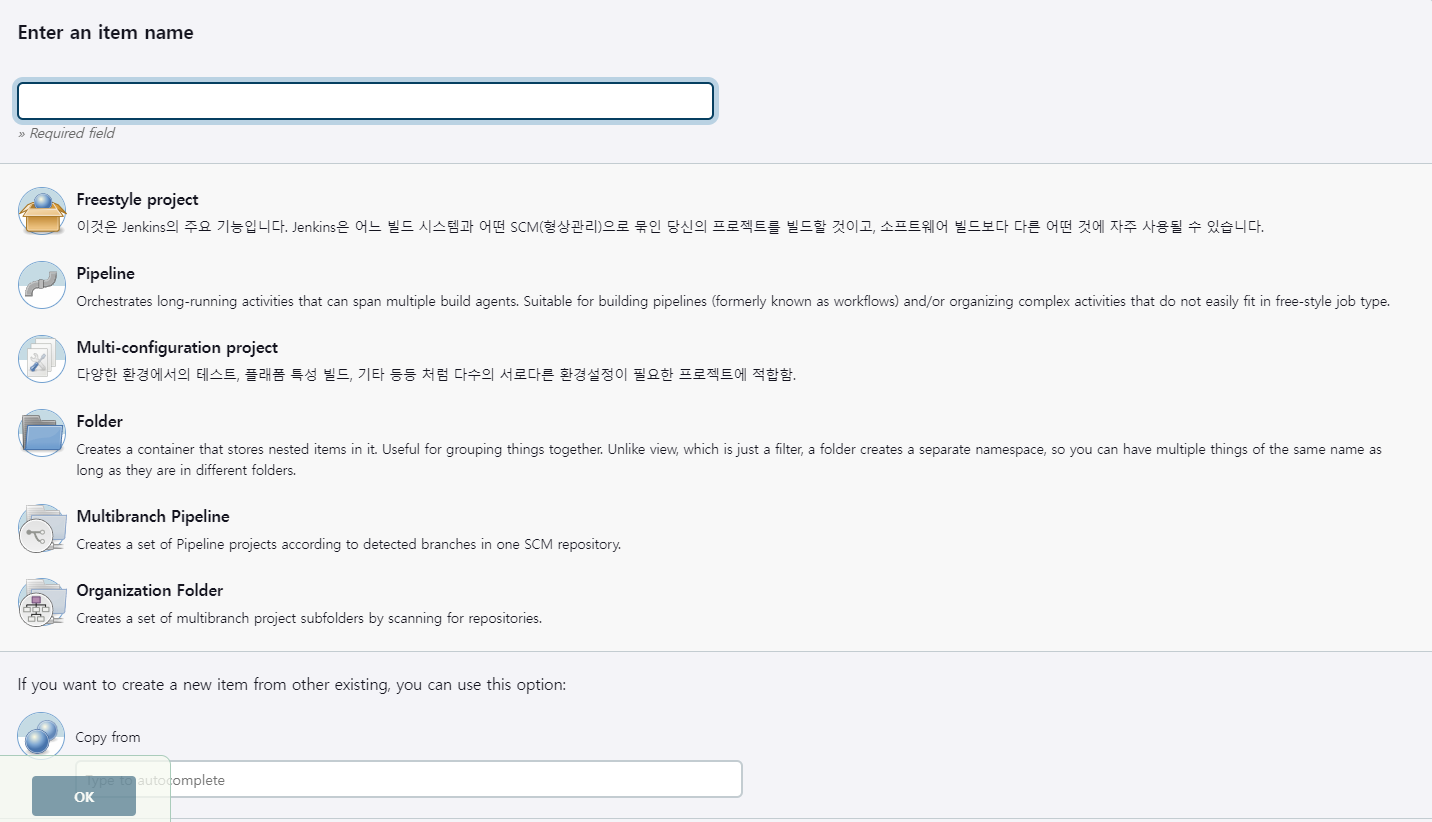 Enter an item name
» Required field
Freestyle project
이것은 Jenkins의 주요 기능입니다. Jenkins은 어느 빌드 시스템과 어떤 SCM(형상관리)으로 묶인 당신의 프로젝트를 빌드할 것이고, 소프트웨어 빌드보다 다른 어떤 것에 자주 사용될 수 있습니다.
Pipeline
Orchestrates long-running activities that can span multiple build agents. Suitable for building pipelines (formerly known as workflows) and/or organizing complex activities that do not easily fit in free-style job type.
Multi-configuration project
다양한 환경에서의 테스트, 플래폼 특성 빌드, 기타 등등 처럼 다수의 서로다른 환경설정이 필요한 프로젝트에 적합함.
Folder
Creates a container that stores nested items in it. Useful for grouping things together. Unlike view, which is just a filter, a folder creates a separate namespace, so you can have multiple things of the same name as
long as they are in different folders.
Multibranch Pipeline
Creates a set of Pipeline projects according to detected branches in one SCM repository.
Organization Folder
Creates a set of multibranch project subfolders by scanning for repositories.
If you want to create a new item from other existing, you can use this option:
Copy from
Type to autocomplete
OK